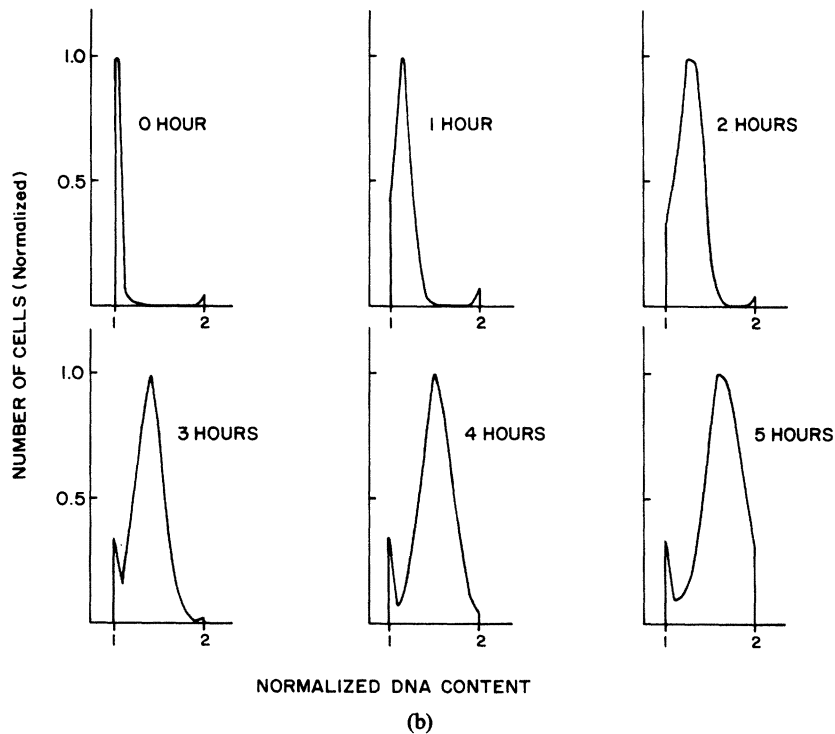 1.0
0.5
0 HOUR
1 2
1 HOUR
1 2
2 HOURS
1 2
1.0
0.5
3 HOURS
1 2
4 HOURS
1 2
5 HOURS
1 2
NUMBER OF CELLS (Normalized)
NORMALIZED DNA CONTENT
(b)